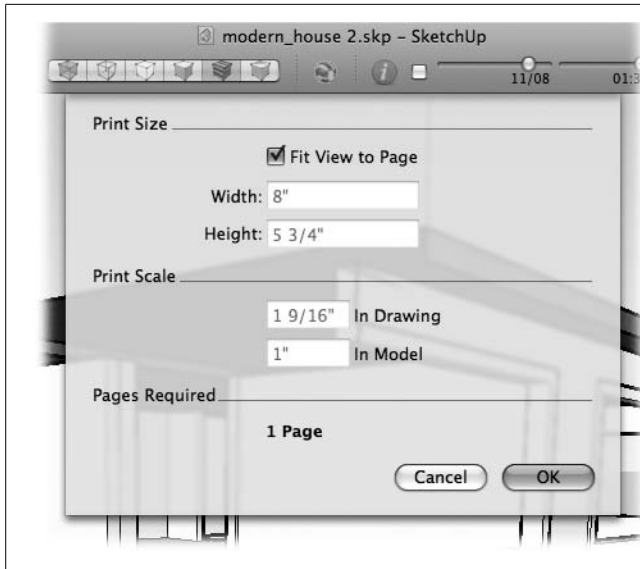 modern_house 2.skp – SketchUp
11/08
Print Size
Fit View to Page
Width: 8"
Height: 5 3/4"
Print Scale
1 9/16" In Drawing
1" In Model
Pages Required
1 Page
Cancel OK